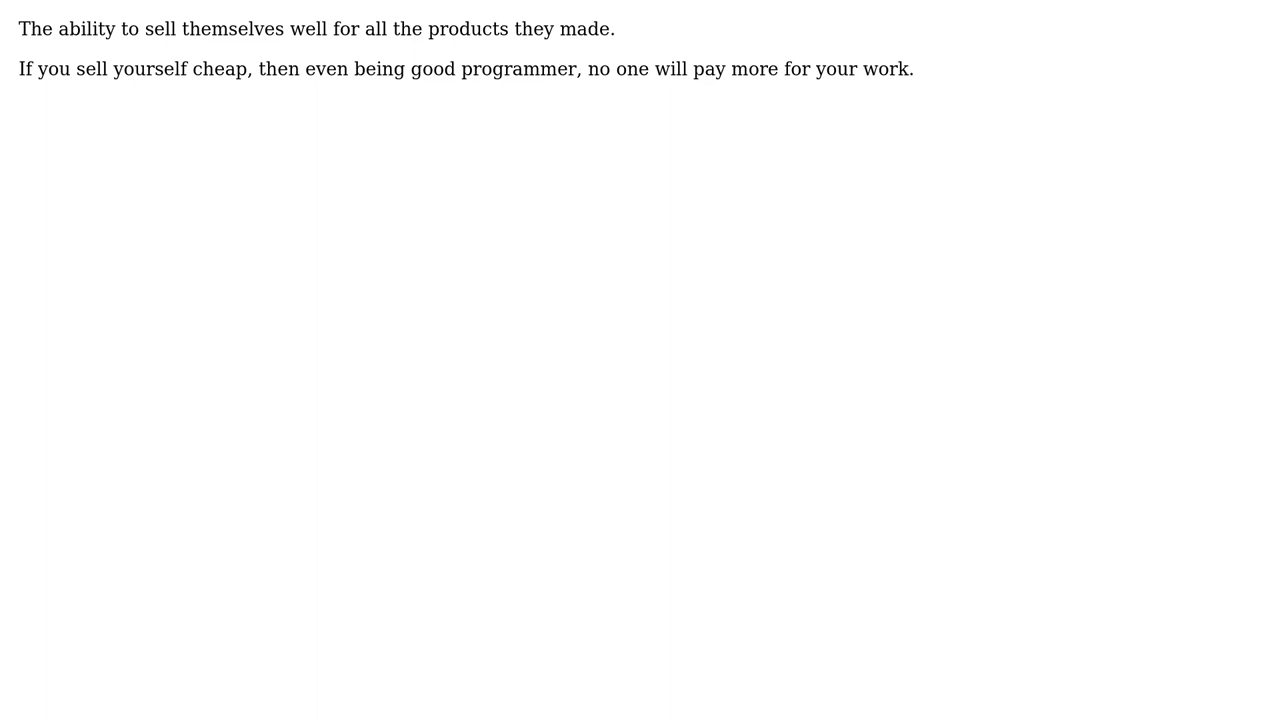 The ability to sell themselves well for all the products they made.
If you sell yourself cheap, then even being good programmer, no one will pay more for your work.